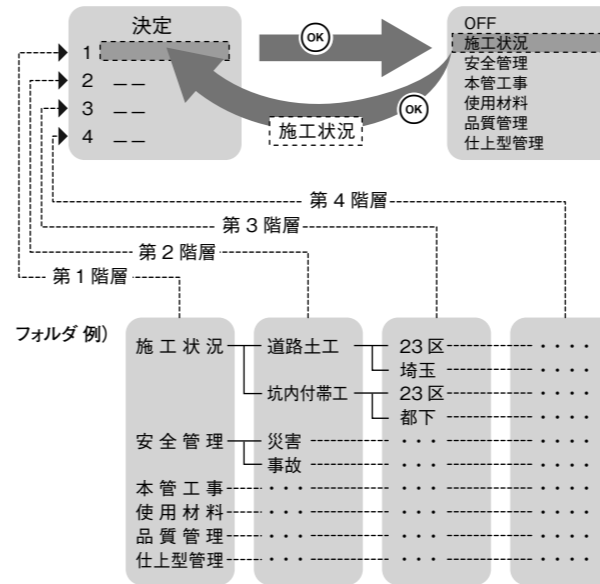 決定
1
2 ——
3 ——
4 ——
OK
OK
施工状況
OFF
施工状況
安全管理
本管工事
使用材料
品質管理
仕上型管理
第4階層
第3階層
第2階層
第1階層
フォルダ例)
施工状況 道路土工 23区 ・・・・
埼玉 ・・・・
坑内付帯工 23区 ・・・・
都下 ・・・・
安全管理 災害 ・・・ ・・・・
事故 ・・・ ・・・・
本管工事 ・・・ ・・・ ・・・・
使用材料 ・・・ ・・・ ・・・・
品質管理 ・・・ ・・・ ・・・・
仕上型管理 ・・・ ・・・ ・・・・